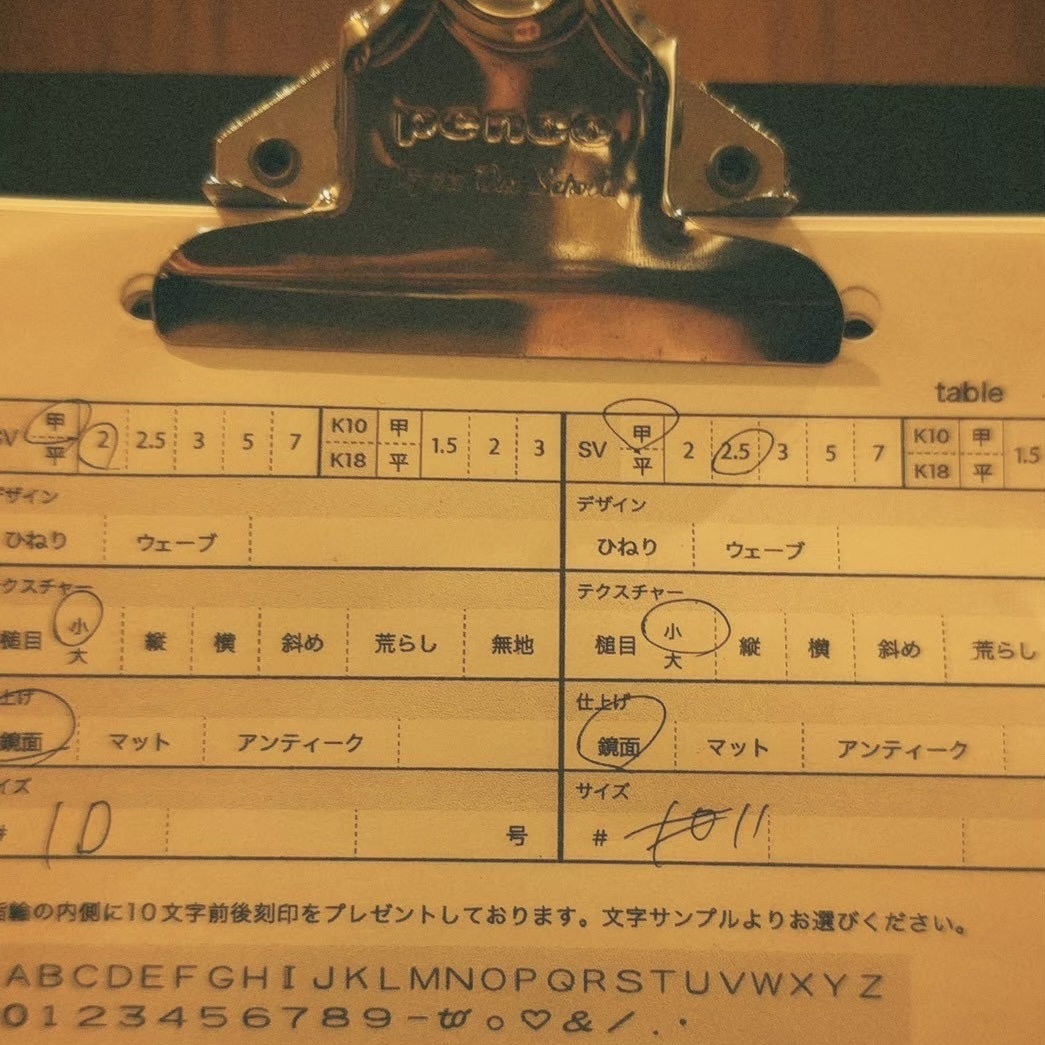 penco
table
SV 甲 平 2 2.5 3 5 7 K10 K18 甲 平 1.5 2 3
デザイン
ひねり ウェーブ
テクスチャー
槌目 小 大 縦 横 斜め 荒らし 無地
仕上げ
鏡面 マット アンティーク
サイズ
# 10 号
SV 甲 平 2 2.5 3 5 7 K10 K18 甲 平 1.5
デザイン
ひねり ウェーブ
テクスチャー
槌目 小 大 縦 横 斜め 荒らし
仕上げ
鏡面 マット アンティーク
サイズ
# 10 11
指輪の内側に10文字前後刻印をプレゼントしております。文字サンプルよりお選びください。
ABCDEFGHIJKLMNOPQRSTUVWXYZ
0123456789-to。♡&/.・